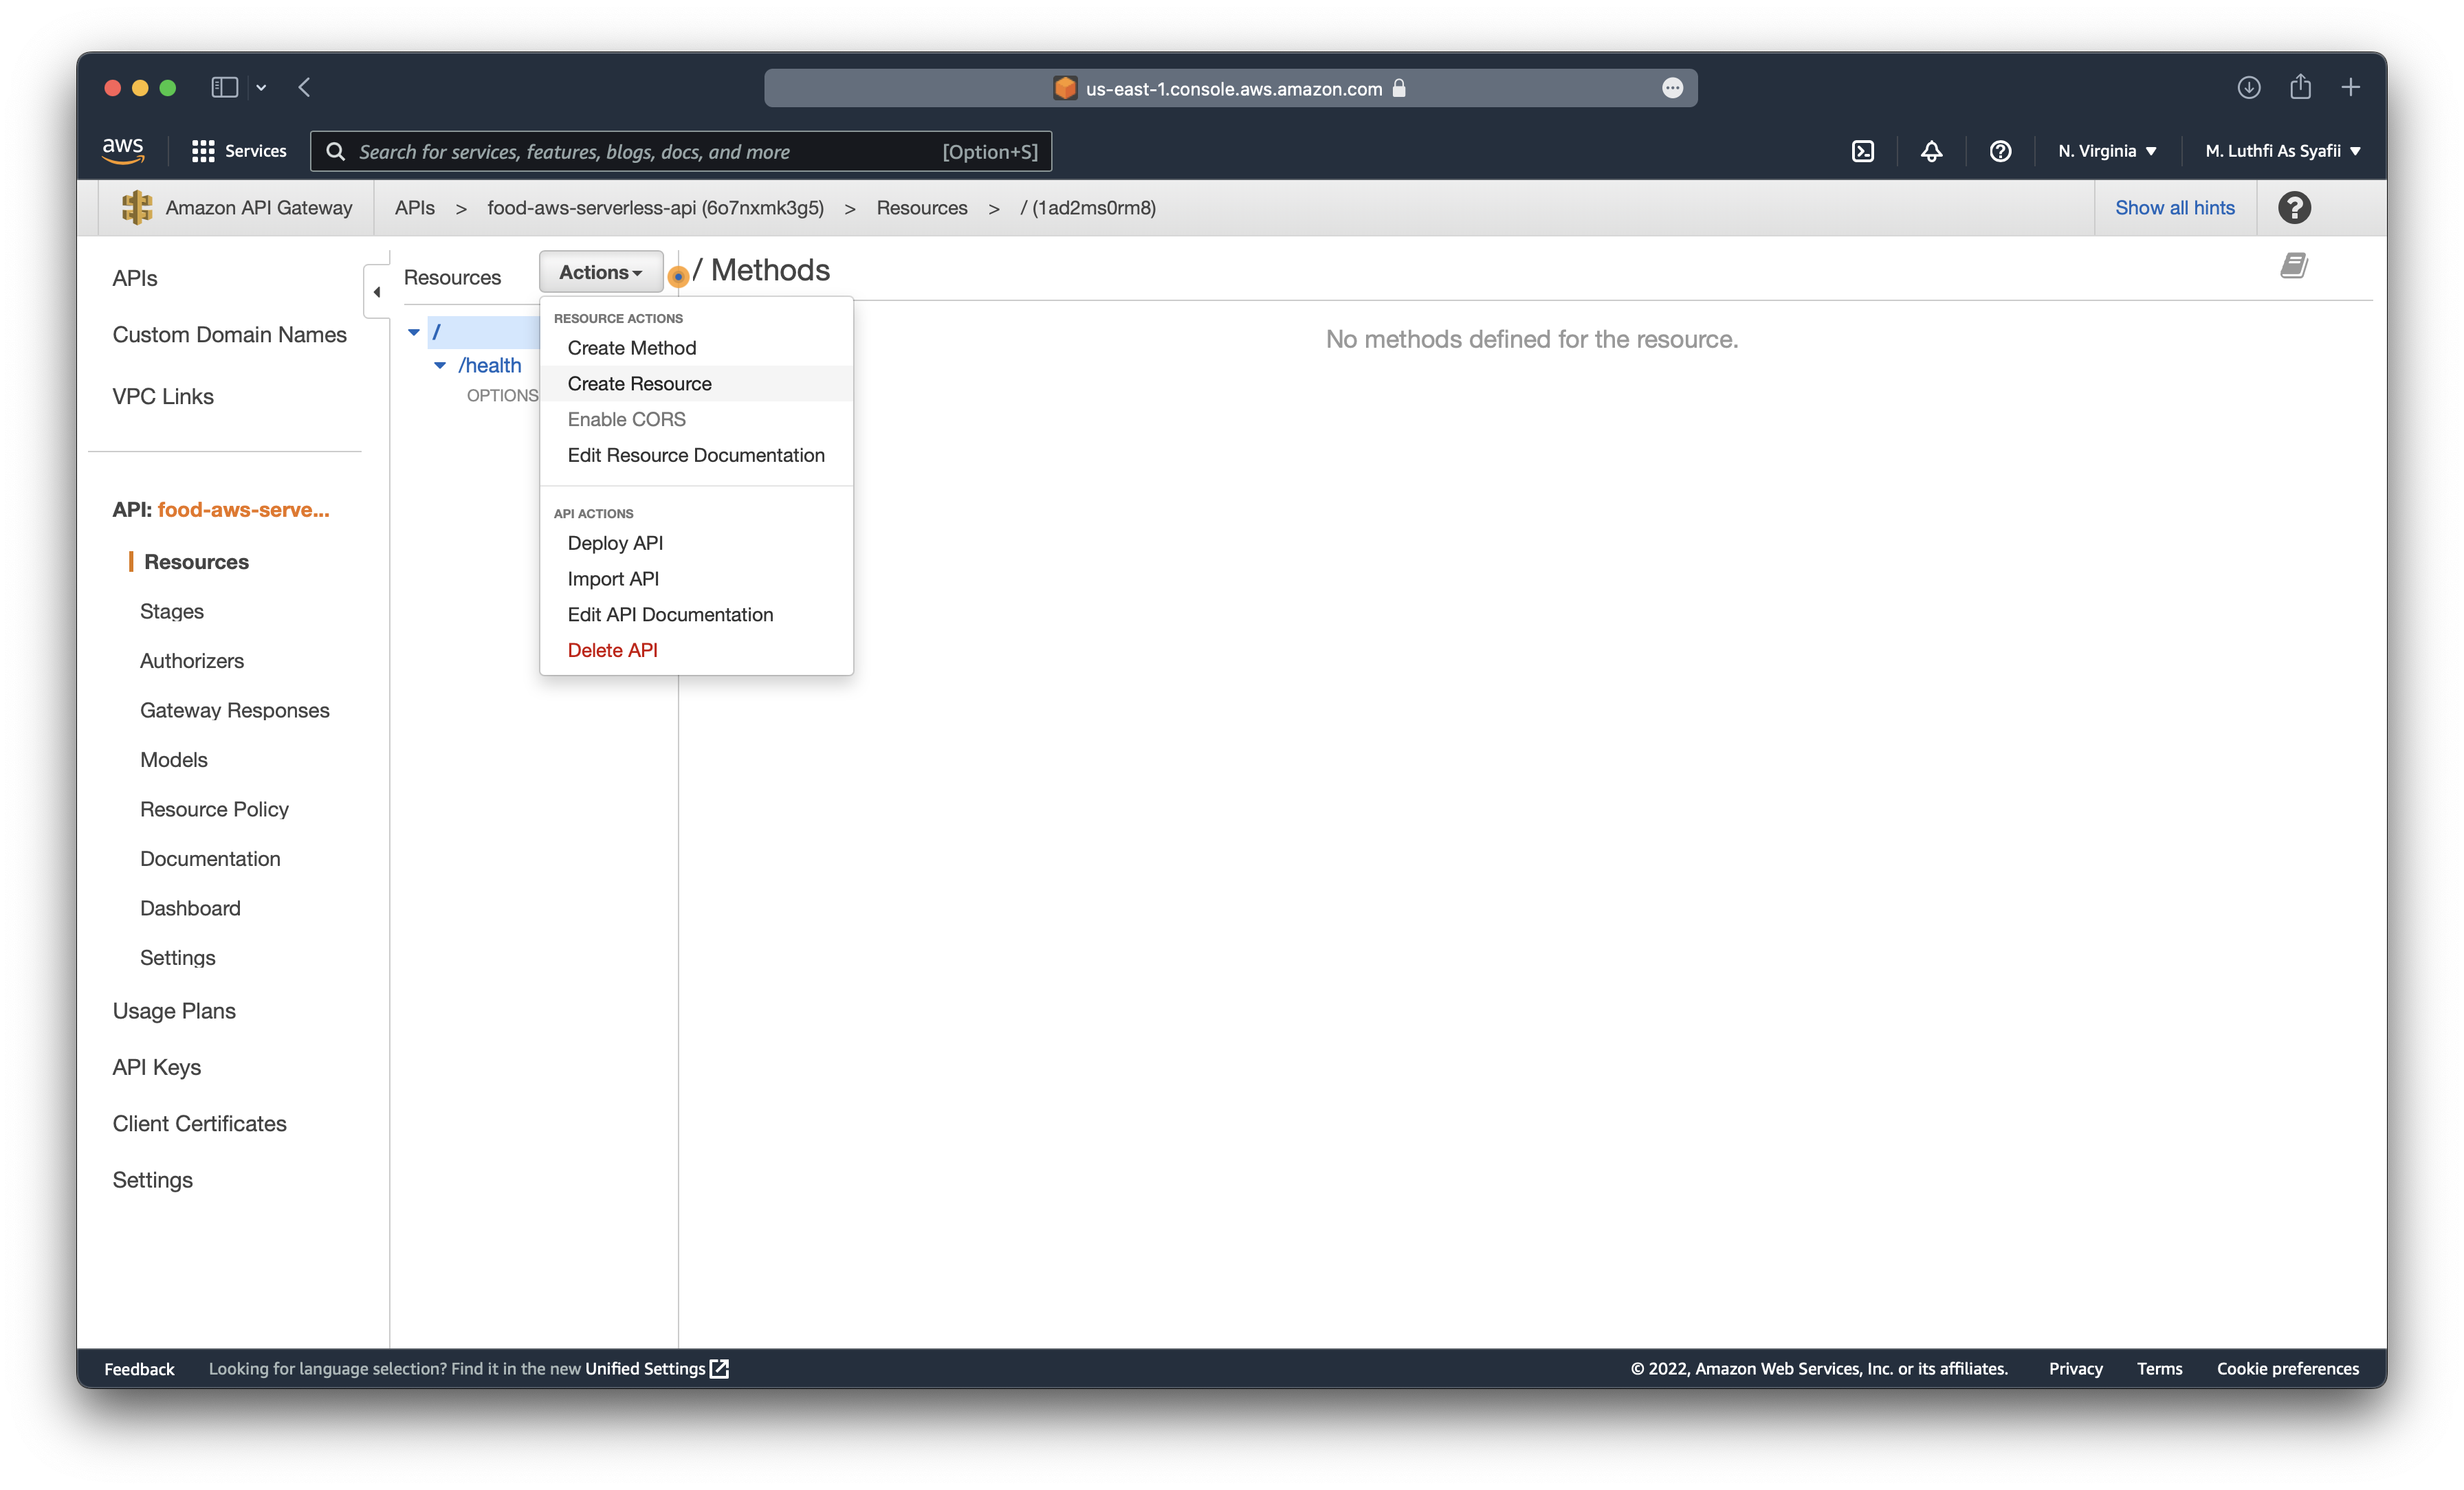 us-east-1.console.aws.amazon.com
aws
Services
Search for services, features, blogs, docs, and more
[Option+S]
N. Virginia
M. Luthfi As Syafii
Amazon API Gateway
APIs > food-aws-serverless-api (6o7nxmk3g5) > Resources > / (1ad2ms0rm8)
Show all hints
?
APIs
Custom Domain Names
VPC Links
API: food-aws-serve...
Resources
Stages
Authorizers
Gateway Responses
Models
Resource Policy
Documentation
Dashboard
Settings
Usage Plans
API Keys
Client Certificates
Settings
Resources
Actions
/
/health
OPTIONS
RESOURCE ACTIONS
Create Method
Create Resource
Enable CORS
Edit Resource Documentation
API ACTIONS
Deploy API
Import API
Edit API Documentation
Delete API
/ Methods
No methods defined for the resource.
Feedback
Looking for language selection? Find it in the new Unified Settings
© 2022, Amazon Web Services, Inc. or its affiliates.
Privacy
Terms
Cookie preferences